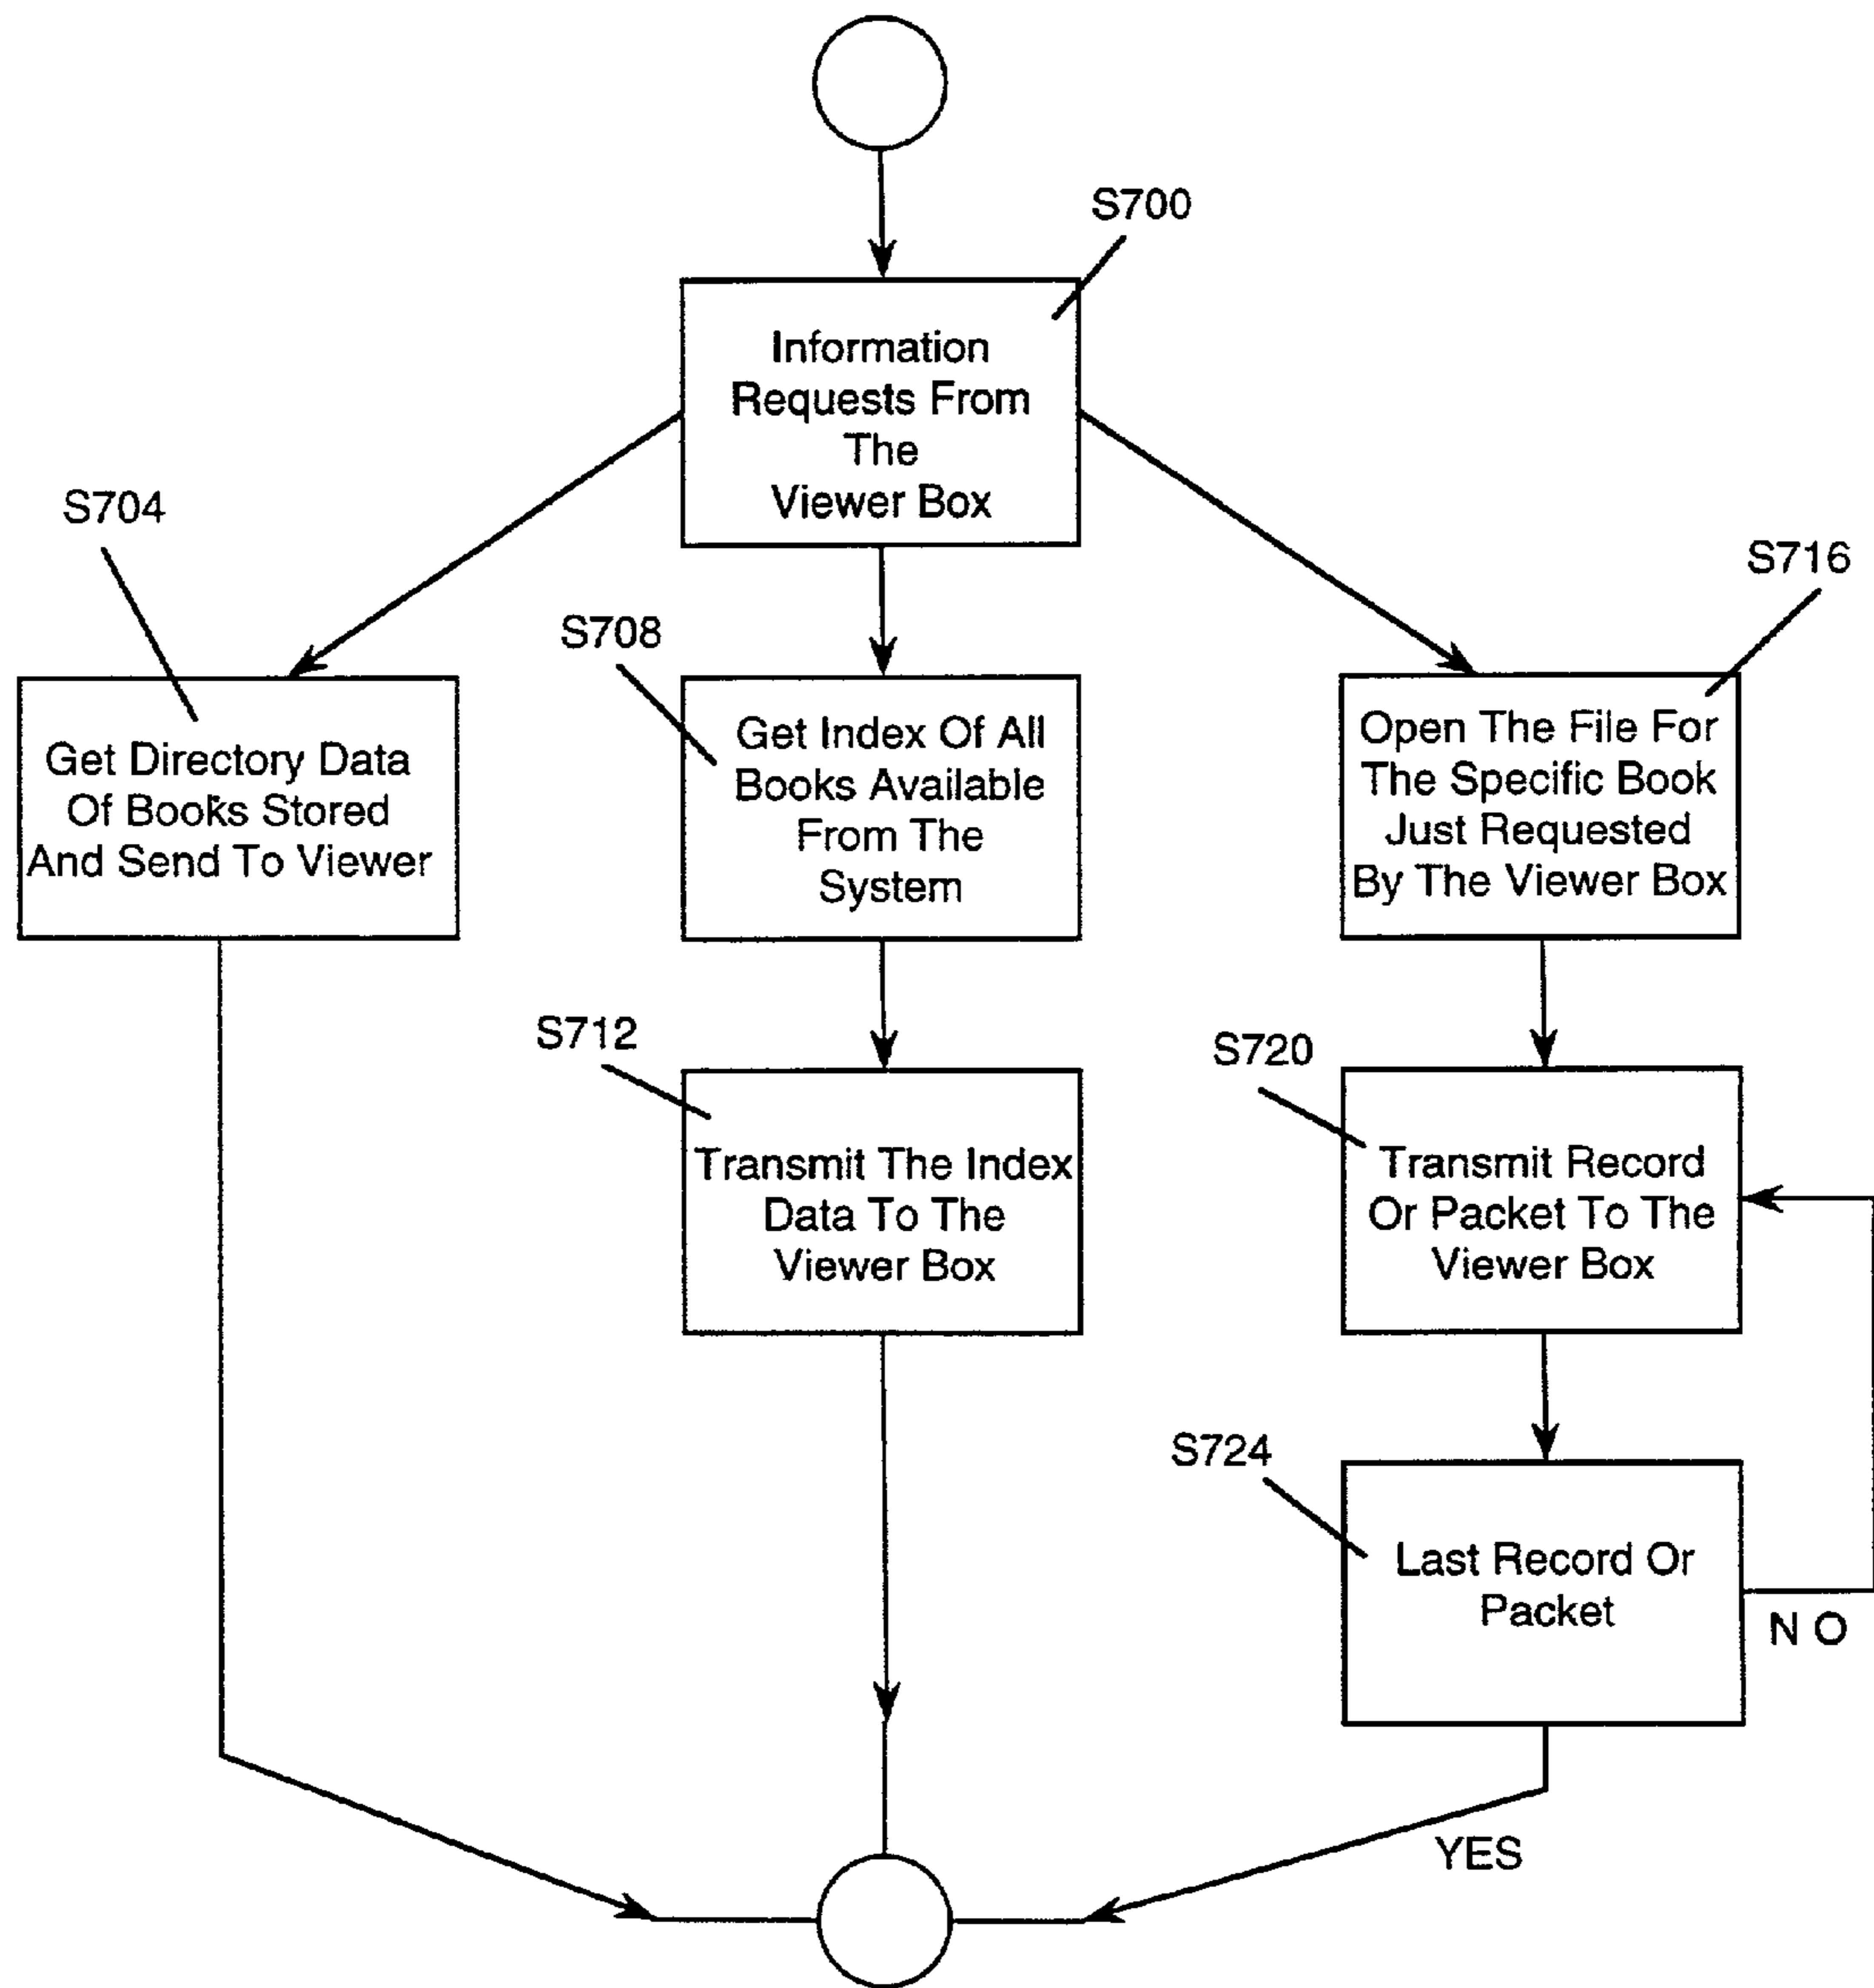 S700
Information
Requests From
The
Viewer Box
S704
Get Directory Data
Of Books Stored
And Send To Viewer
S708
Get Index Of All
Books Available
From The
System
S716
Open The File For
The Specific Book
Just Requested
By The Viewer Box
S712
Transmit The Index
Data To The
Viewer Box
S720
Transmit Record
Or Packet To The
Viewer Box
S724
Last Record Or
Packet
N O
YES